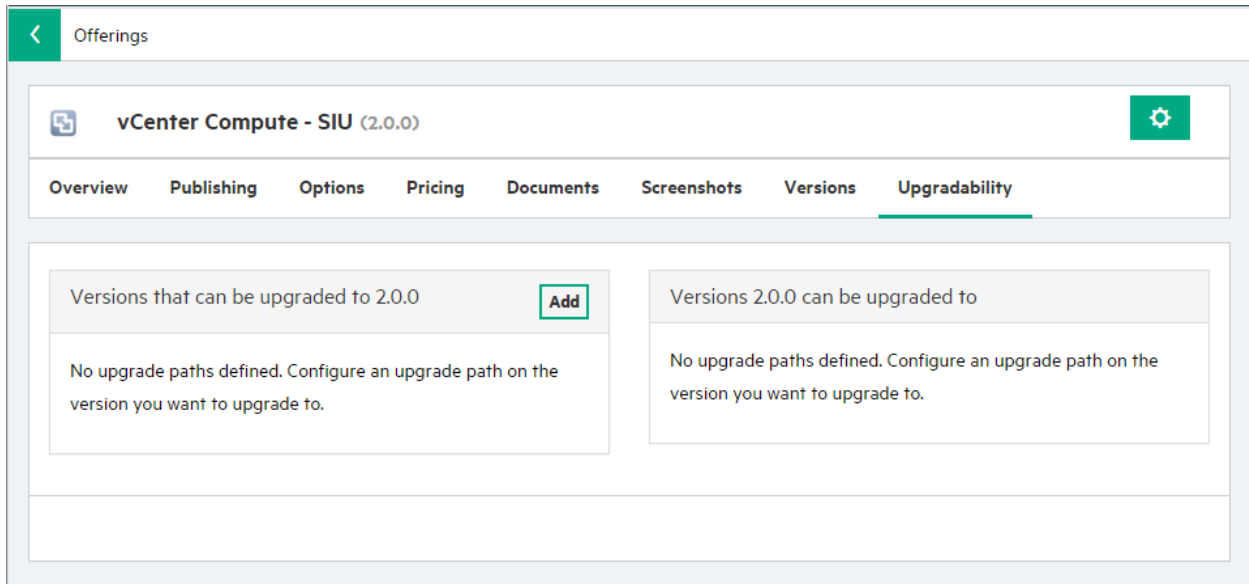 Offerings
vCenter Compute - SIU (2.0.0)
Overview Publishing Options Pricing Documents Screenshots Versions Upgradability
Versions that can be upgraded to 2.0.0 Add
No upgrade paths defined. Configure an upgrade path on the
version you want to upgrade to.
Versions 2.0.0 can be upgraded to
No upgrade paths defined. Configure an upgrade path on the
version you want to upgrade to.